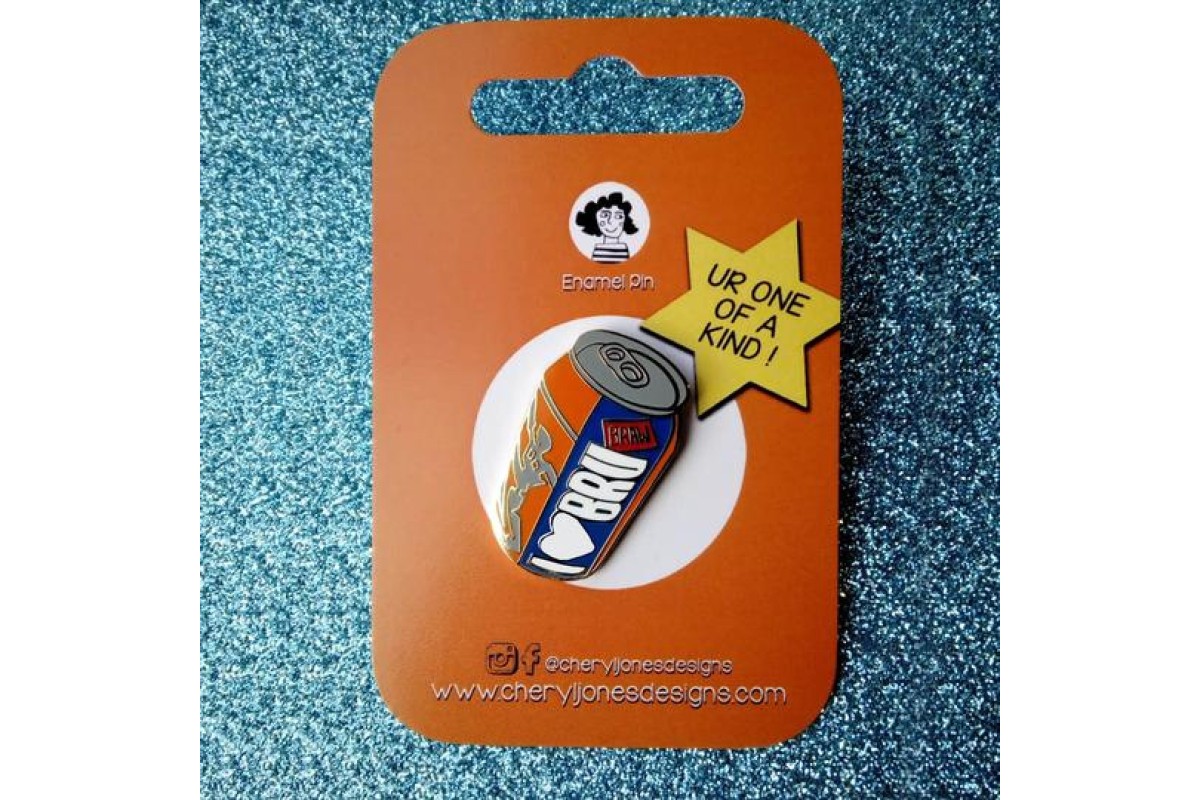 Enamel Pin
UR ONE
OF A
KIND!
BRAW
I ♥ BRU
@cheryljonesdesigns
www.cheryljonesdesigns.com